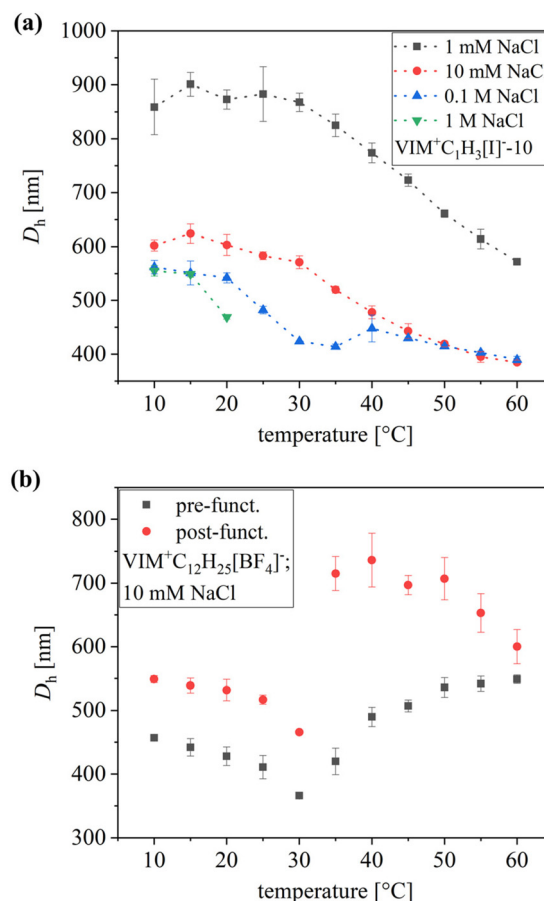 (a)
1000
900
800
700
600
500
400
D_h [nm]
1 mM NaCl
10 mM NaCl
0.1 M NaCl
1 M NaCl
VIM⁺C₁H₃[I]⁻-10
10 20 30 40 50 60
temperature [°C]
(b)
800
700
600
500
400
300
D_h [nm]
pre-funct.
post-funct.
VIM⁺C₁₂H₂₅[BF₄]⁻;
10 mM NaCl
10 20 30 40 50 60
temperature [°C]